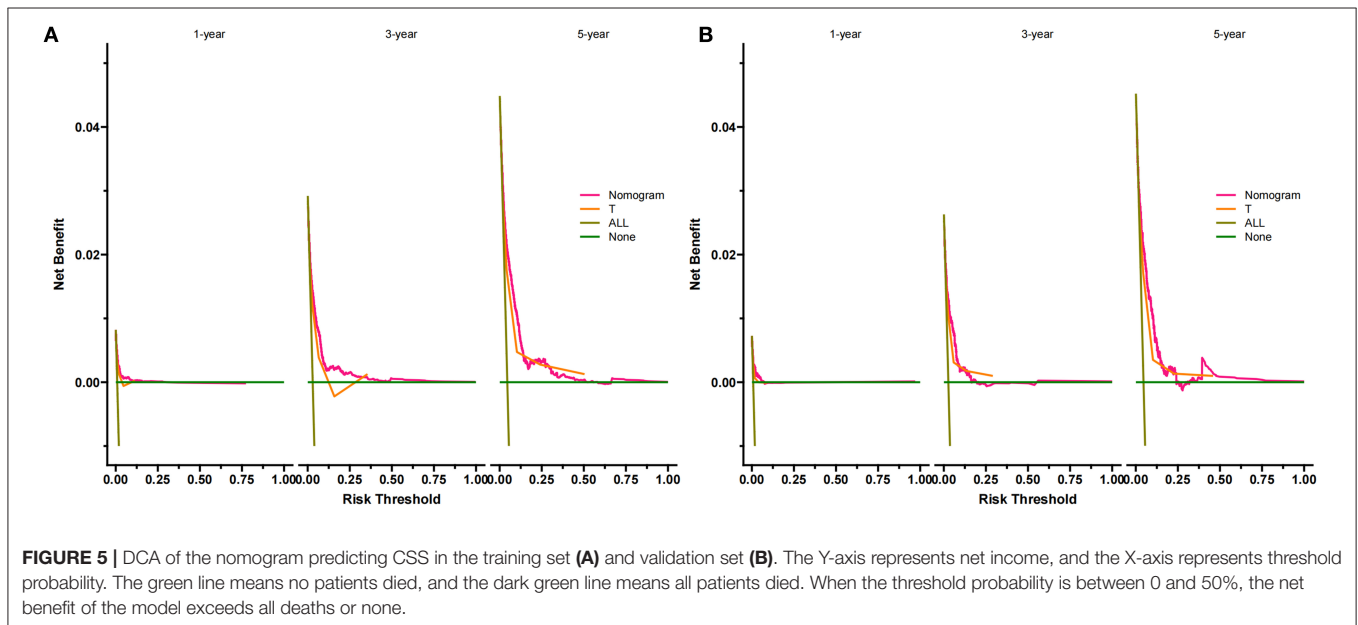 A
1-year
3-year
5-year
Net Benefit
0.04
0.02
0.00
Nomogram
T
ALL
None
0.00 0.25 0.50 0.75 1.00
0.00 0.25 0.50 0.75 1.00
0.00 0.25 0.50 0.75 1.00
Risk Threshold
B
1-year
3-year
5-year
Net Benefit
0.04
0.02
0.00
Nomogram
T
ALL
None
0.00 0.25 0.50 0.75 1.00
0.00 0.25 0.50 0.75 1.00
0.00 0.25 0.50 0.75 1.00
Risk Threshold
FIGURE 5 | DCA of the nomogram predicting CSS in the training set (A) and validation set (B). The Y-axis represents net income, and the X-axis represents threshold
probability. The green line means no patients died, and the dark green line means all patients died. When the threshold probability is between 0 and 50%, the net
benefit of the model exceeds all deaths or none.